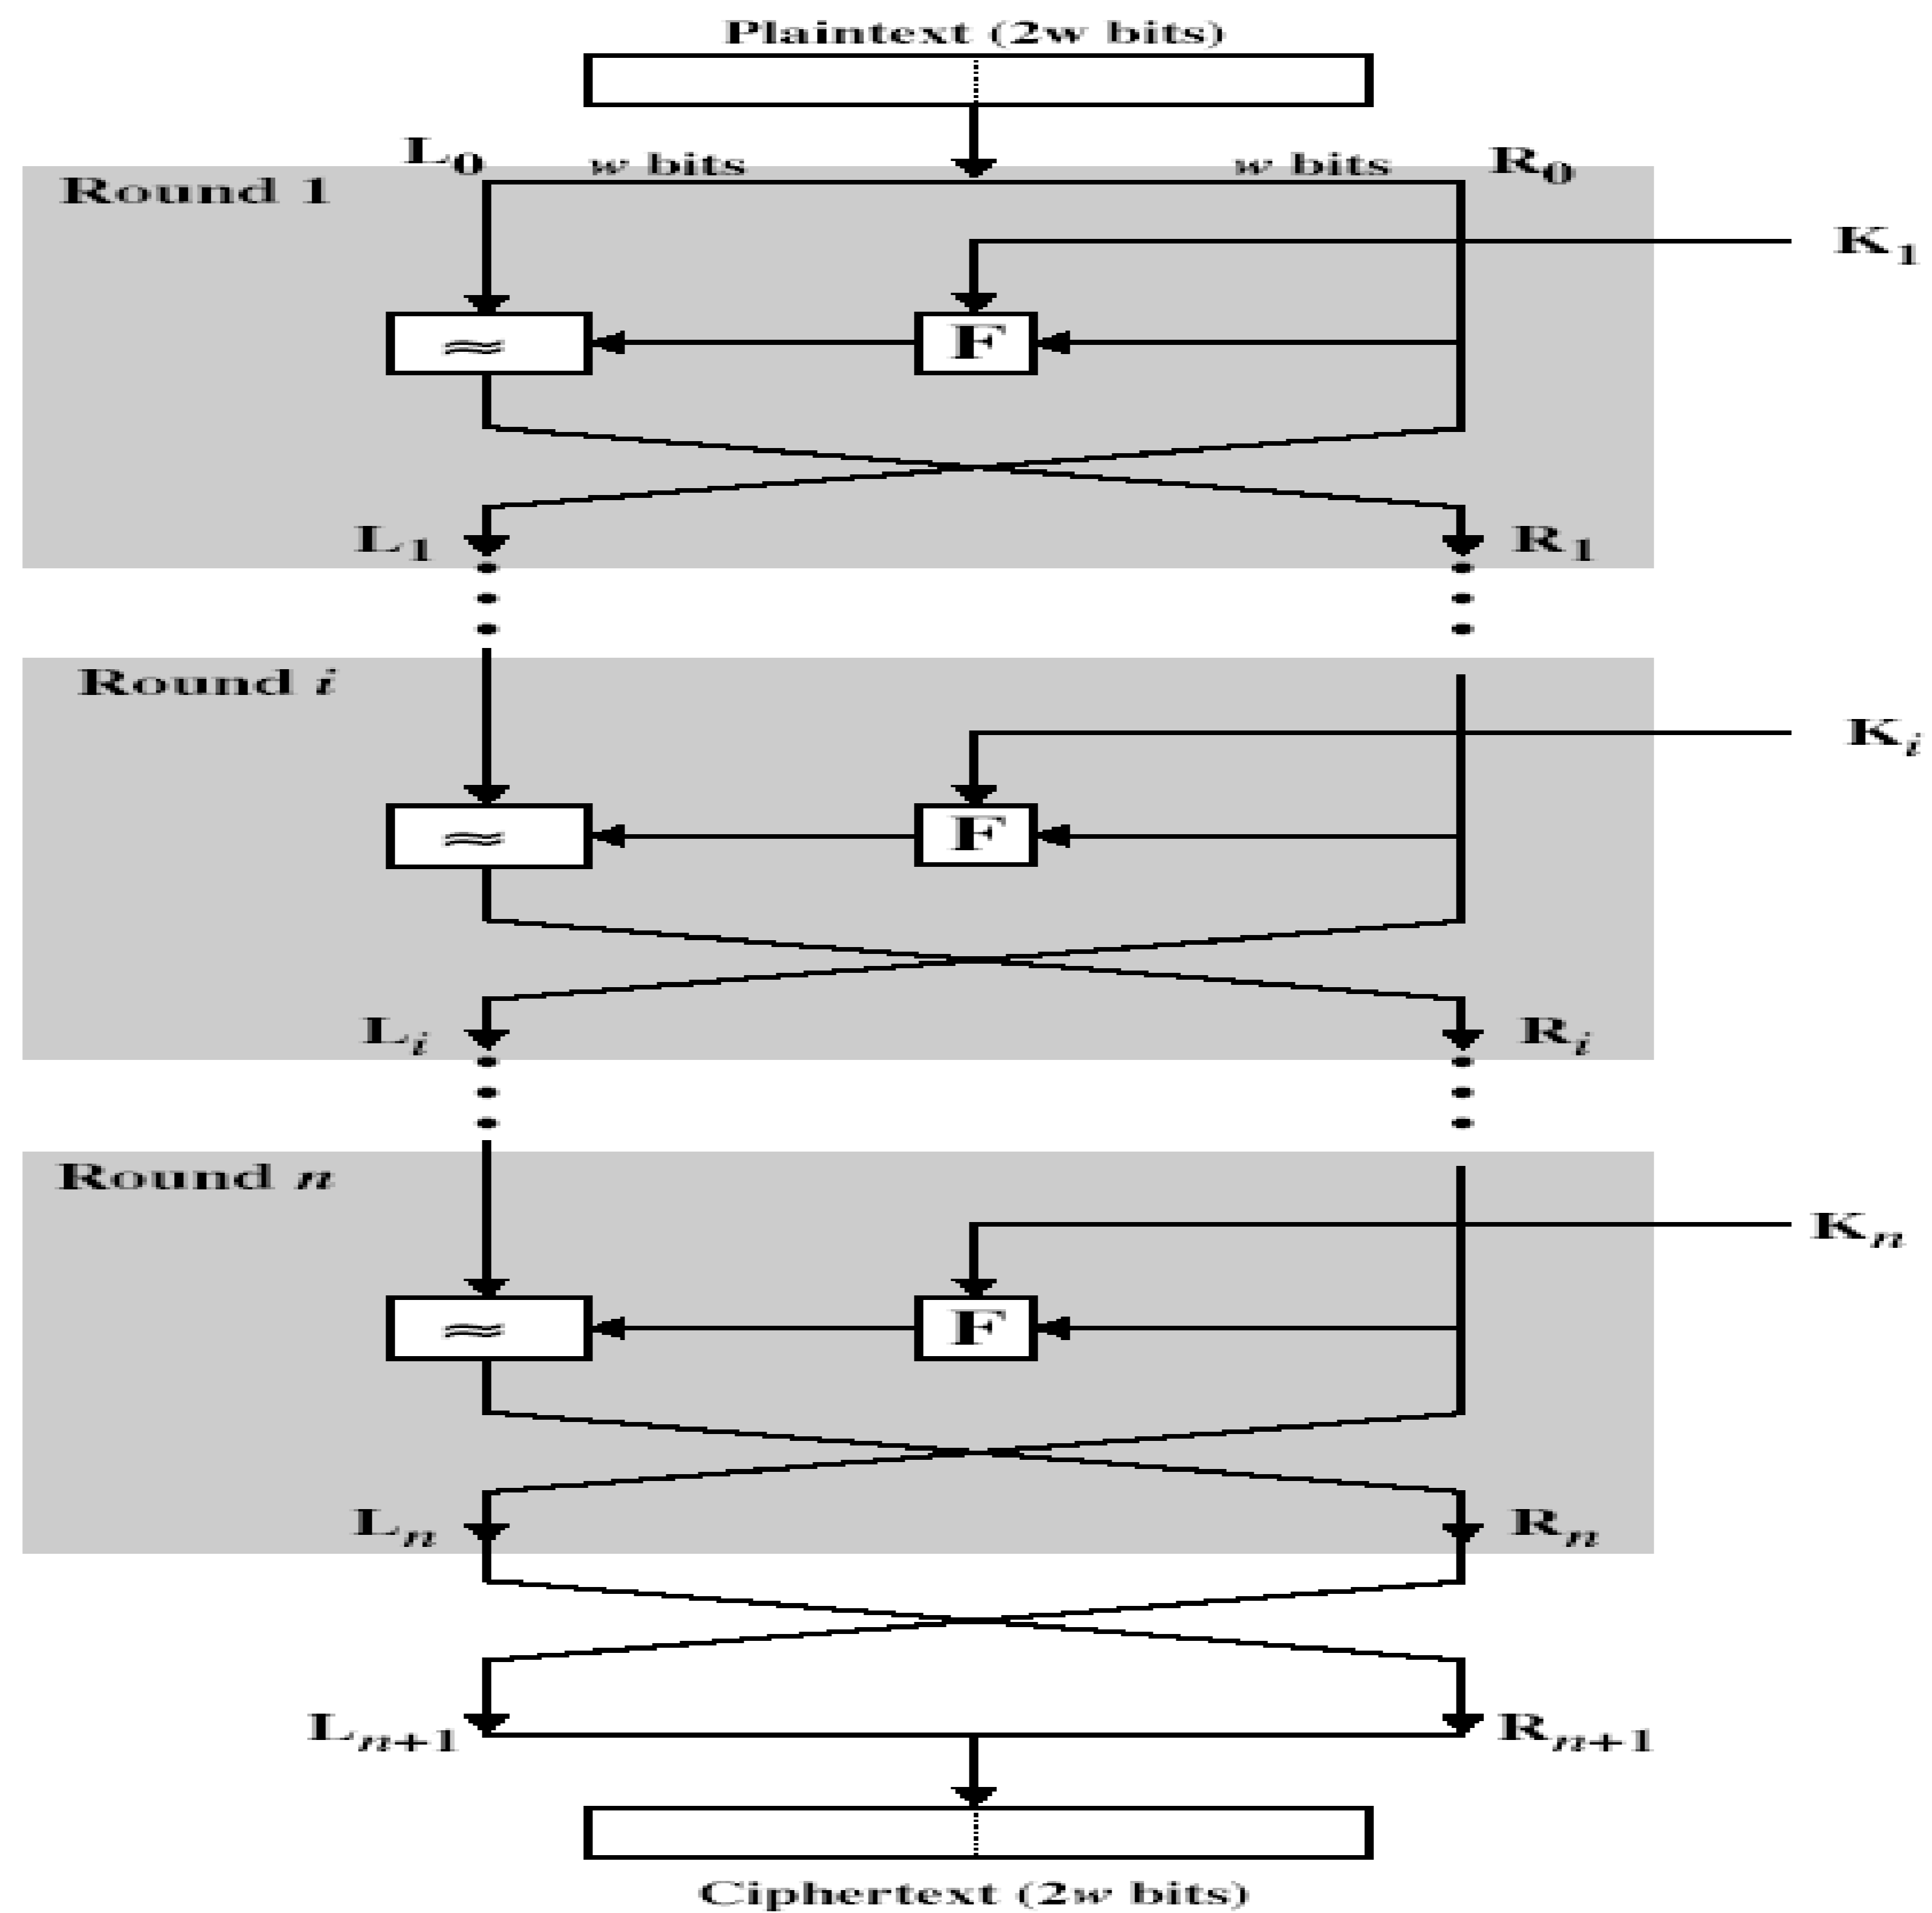 Plaintext (2w bits)
L0 w bits w bits R0
Round 1
K1
≈ F
L1 R1
Round i
Ki
≈ F
Li Ri
Round n
Kn
≈ F
Ln Rn
Ln+1 Rn+1
Ciphertext (2w bits)